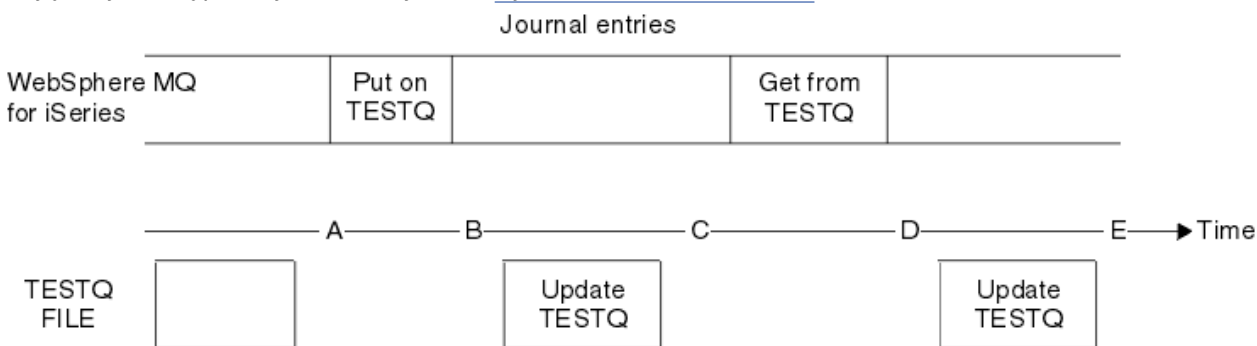 Journal entries
WebSphere MQ
for iSeries
Put on
TESTQ
Get from
TESTQ
A B C D E Time
TESTQ
FILE
Update
TESTQ
Update
TESTQ